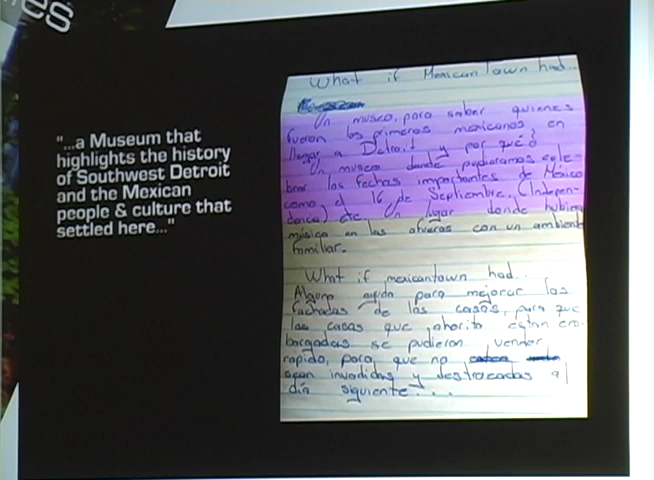 es
"...a Museum that
highlights the history
of Southwest Detroit
and the Mexican
people & culture that
settled here..."
What if Mexicantown had...
Un museo, para saber quienes
fueron los primeros mexicanos en
llegar a Detroit y por qué?
Un museo donde pudieramos cele-
brar las fechas importantes de México
como el 16 de Septiembre, (Indepen-
dencia) etc. Un lugar donde hubiera
música en las afueras con un ambiente
familiar.
What if mexicantown had..
Alguna ayuda para mejorar las
fachadas de las casas, para que
las casas que ahorita estan em-
bargadas se pudieran vender
rapido, para que no
sean invadidas y destrozadas al
día siguiente...